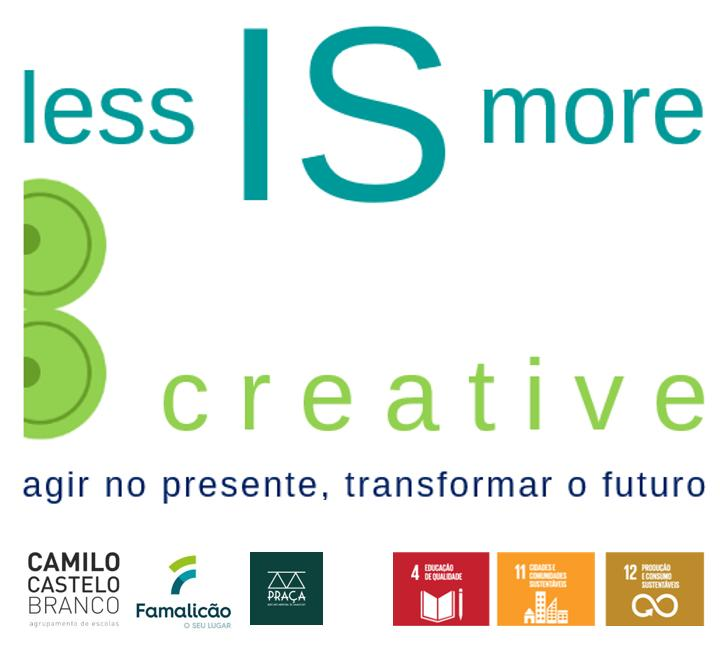 less IS more
creative
agir no presente, transformar o futuro
CAMILO
CASTELO
BRANCO
agrupamento de escolas
Famalicão
O SEU LUGAR
PRAÇA
4 EDUCAÇÃO
DE QUALIDADE
11 CIDADES E
COMUNIDADES
SUSTENTÁVEIS
12 PRODUÇÃO
E CONSUMO
SUSTENTÁVEIS